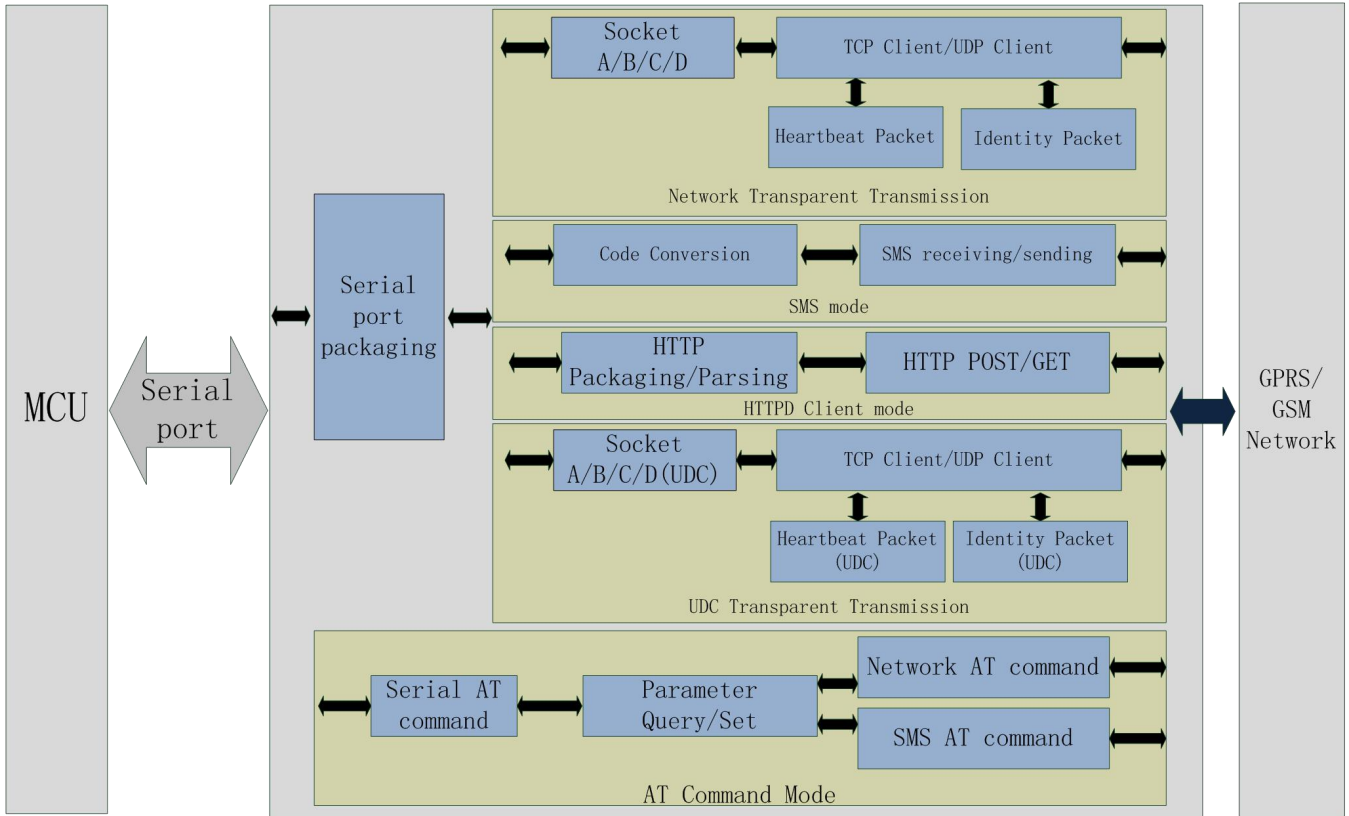 MCU
Serial
port
Serial
port
packaging
Socket
A/B/C/D
TCP Client/UDP Client
Heartbeat Packet
Identity Packet
Network Transparent Transmission
Code Conversion
SMS receiving/sending
SMS mode
HTTP
Packaging/Parsing
HTTP POST/GET
HTTPD Client mode
Socket
A/B/C/D(UDC)
TCP Client/UDP Client
Heartbeat Packet
(UDC)
Identity Packet
(UDC)
UDC Transparent Transmission
Serial AT
command
Parameter
Query/Set
Network AT command
SMS AT command
AT Command Mode
GPRS/
GSM
Network